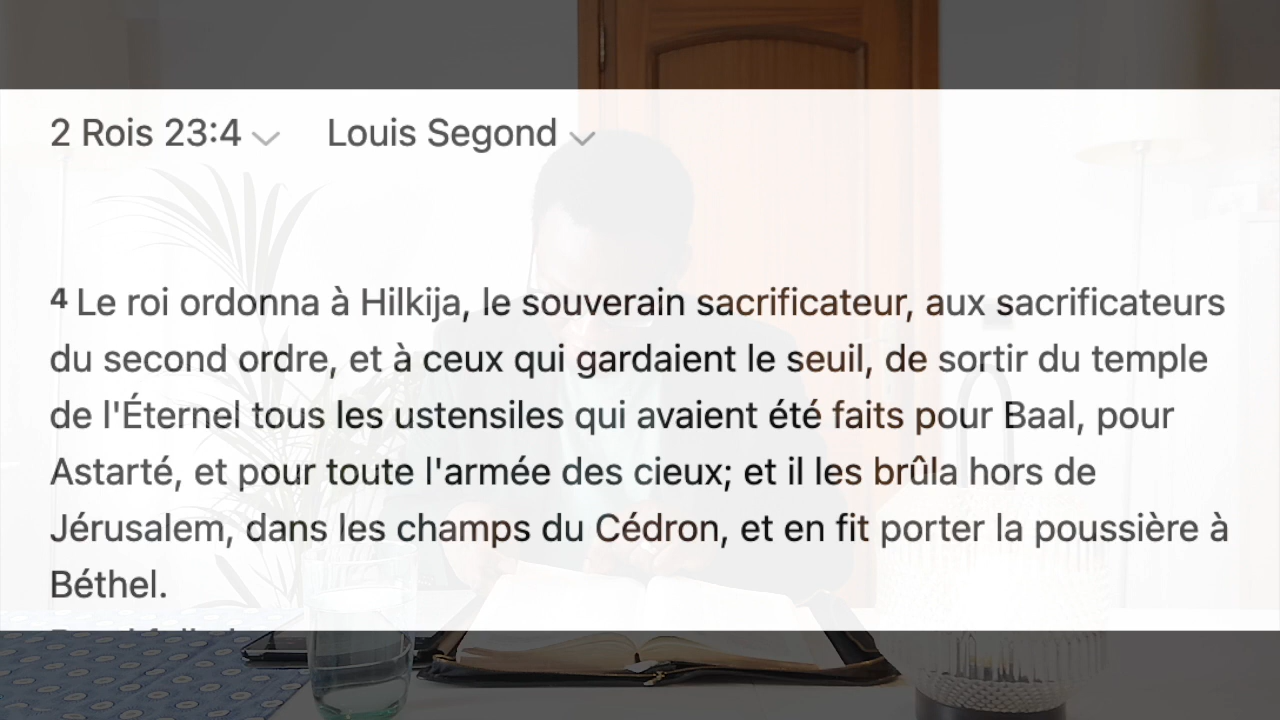 2 Rois 23:4 Louis Segond
4 Le roi ordonna à Hilkija, le souverain sacrificateur, aux sacrificateurs
du second ordre, et à ceux qui gardaient le seuil, de sortir du temple
de l'Éternel tous les ustensiles qui avaient été faits pour Baal, pour
Astarté, et pour toute l'armée des cieux; et il les brûla hors de
Jérusalem, dans les champs du Cédron, et en fit porter la poussière à
Béthel.